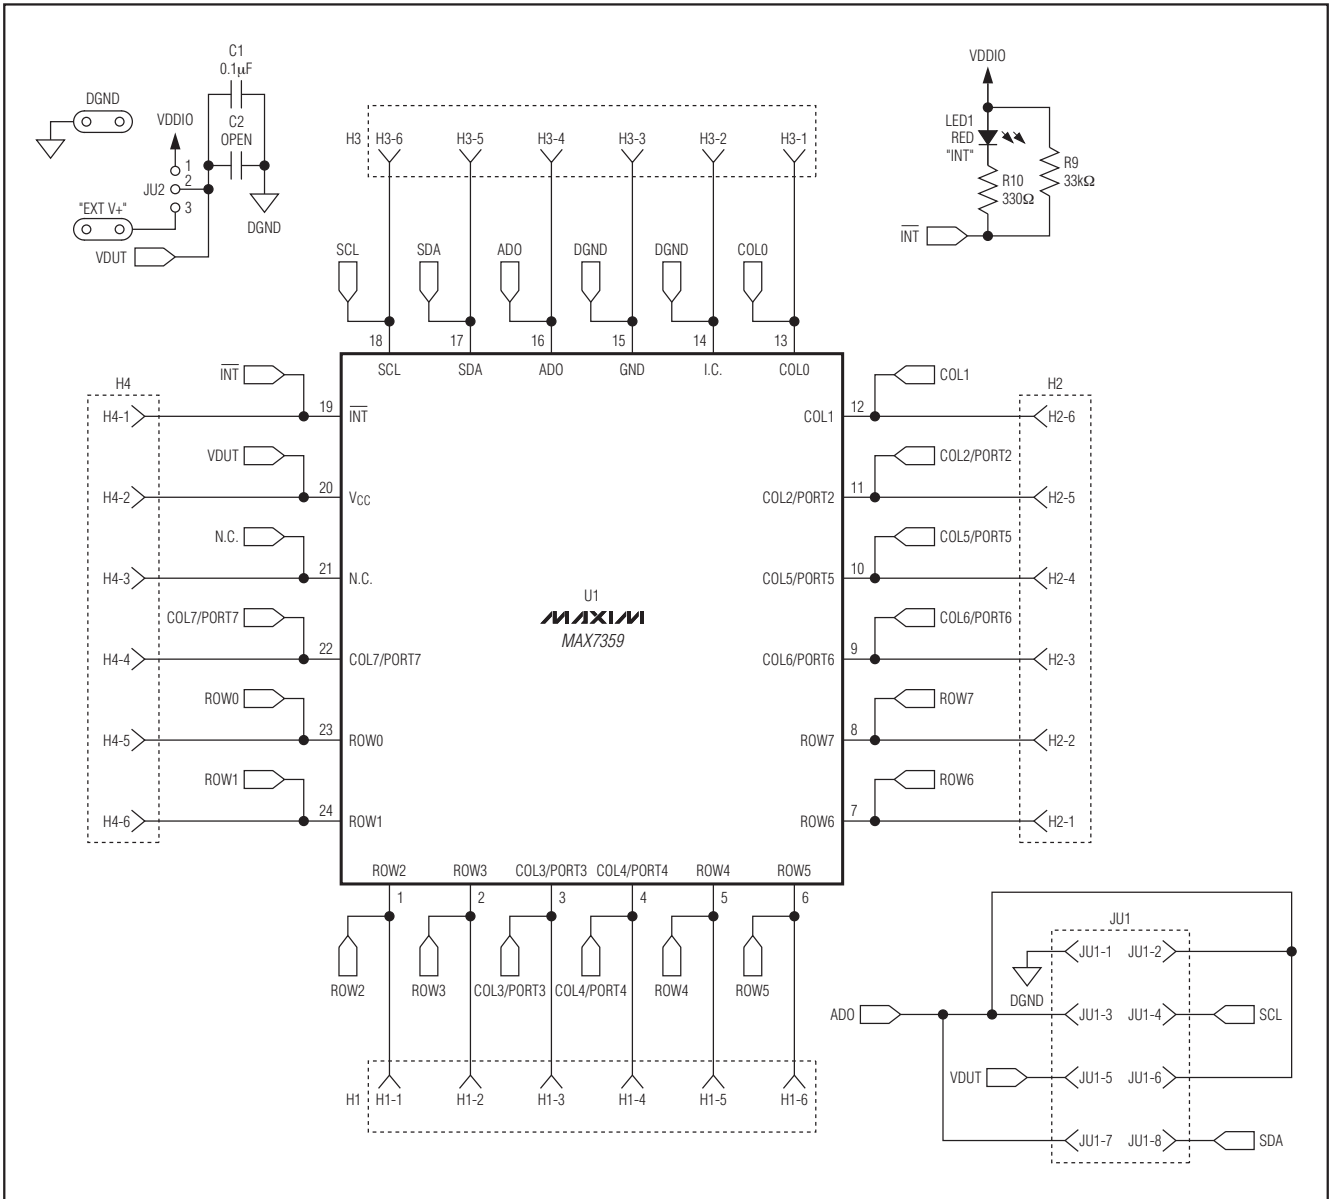 C1
0.1µF
C2
OPEN
DGND
VDDIO
1
JU2 2
3
"EXT V+"
VDUT
DGND
H3 H3-6 H3-5 H3-4 H3-3 H3-2 H3-1
VDDIO
LED1
RED
"INT"
R9
33kΩ
R10
330Ω
INT
SCL SDA ADO DGND DGND COL0
18 17 16 15 14 13
SCL SDA ADO GND I.C. COL0
H4
INT
H4-1 19 INT
VDUT
H4-2 20 VCC
N.C.
H4-3 21 N.C.
COL7/PORT7
H4-4 22 COL7/PORT7
ROW0
H4-5 23 ROW0
ROW1
H4-6 24 ROW1
U1
MAXIM
MAX7359
H2
COL1
COL1 12 H2-6
COL2/PORT2
COL2/PORT2 11 H2-5
COL5/PORT5
COL5/PORT5 10 H2-4
COL6/PORT6
COL6/PORT6 9 H2-3
ROW7
ROW7 8 H2-2
ROW6
ROW6 7 H2-1
ROW2 ROW3 COL3/PORT3 COL4/PORT4 ROW4 ROW5
1 2 3 4 5 6
ROW2 ROW3 COL3/PORT3 COL4/PORT4 ROW4 ROW5
H1 H1-1 H1-2 H1-3 H1-4 H1-5 H1-6
JU1
JU1-1 JU1-2
DGND
ADO JU1-3 JU1-4 SCL
VDUT JU1-5 JU1-6
JU1-7 JU1-8 SDA